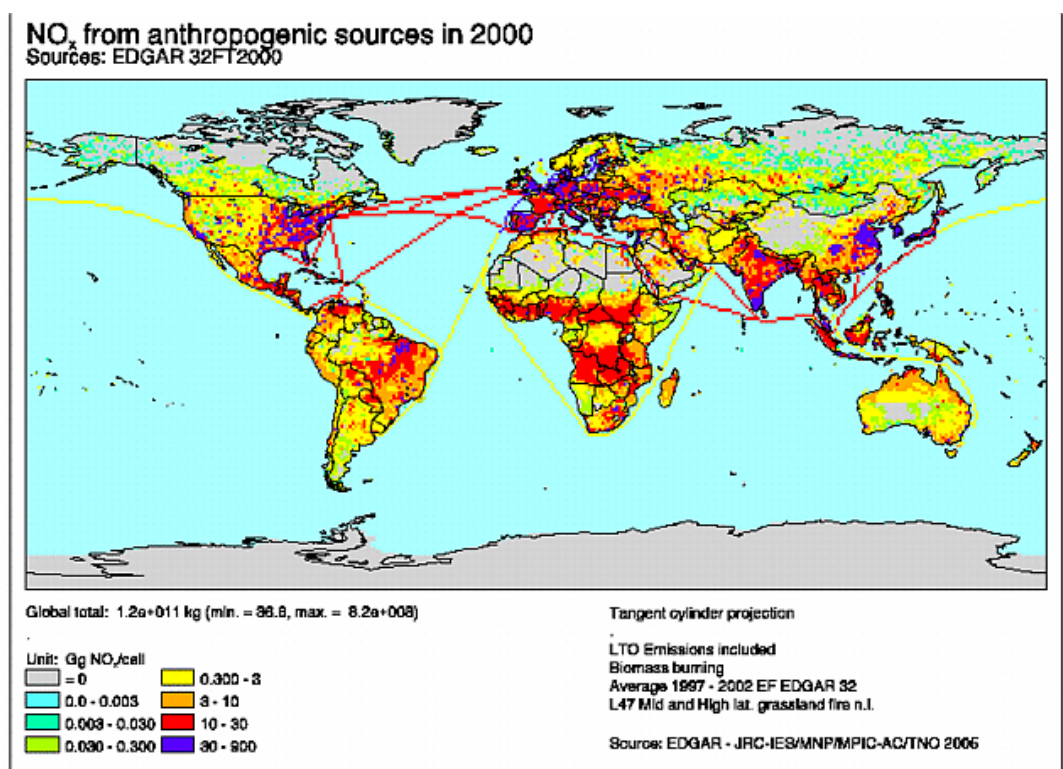 NOx from anthropogenic sources in 2000
Sources: EDGAR 32FT2000
Global total: 1.2e+011 kg (min. = 36.6, max. = 8.2e+008)
Tangent cylinder projection
.
.
Unit: Gg NOx/cell
LTO Emissions included
= 0
0.300 - 3
Biomass burning
0.0 - 0.003
3 - 10
Average 1997 - 2002 EF EDGAR 32
0.003 - 0.030
10 - 30
L47 Mid and High lat. grassland fire n.l.
0.030 - 0.300
30 - 900
Source: EDGAR - JRC-IES/MNP/MPIC-AC/TNO 2005